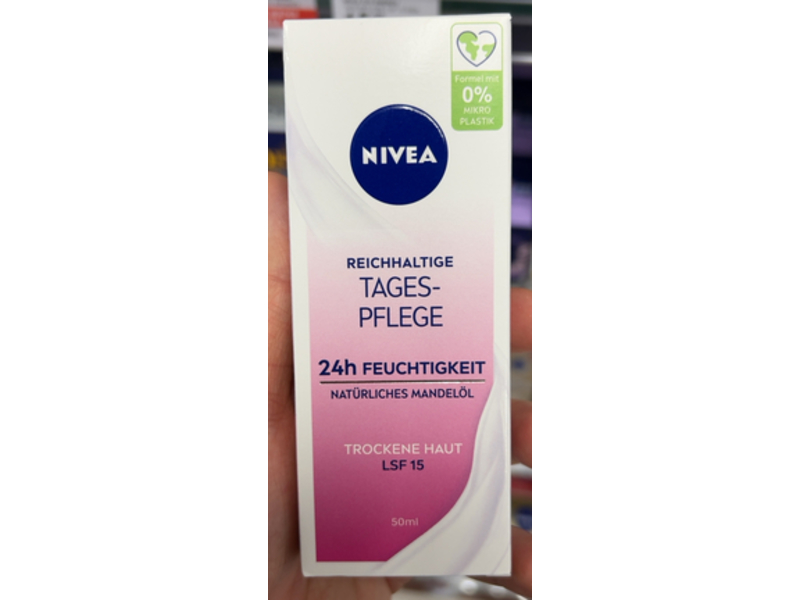 Formel mit
0%
MIKRO
PLASTIK
NIVEA
REICHHALTIGE
TAGES-
PFLEGE
24h FEUCHTIGKEIT
NATÜRLICHES MANDELÖL
TROCKENE HAUT
LSF 15
50ml